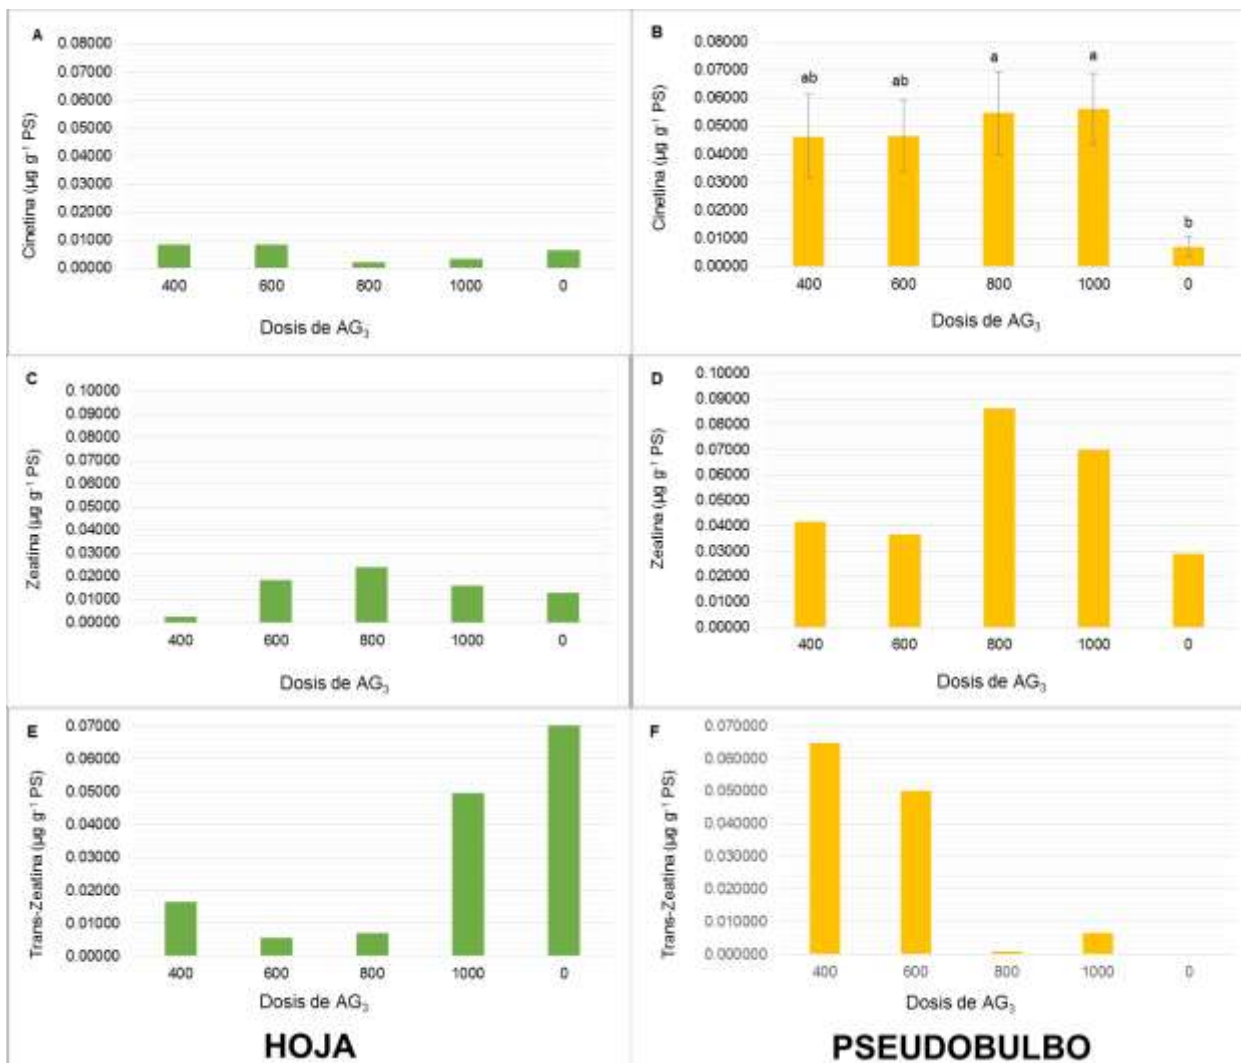 A
0.08000
0.07000
0.06000
0.05000
0.04000
0.03000
0.02000
0.01000
0.00000
Cinetina (µg g⁻¹ PS)
400 600 800 1000 0
Dosis de AG₃
B
0.08000
0.07000
0.06000
0.05000
0.04000
0.03000
0.02000
0.01000
0.00000
Cinetina (µg g⁻¹ PS)
ab ab a a b
400 600 800 1000 0
Dosis de AG₃
C
0.10000
0.09000
0.08000
0.07000
0.06000
0.05000
0.04000
0.03000
0.02000
0.01000
0.00000
Zeatina (µg g⁻¹ PS)
400 600 800 1000 0
Dosis de AG₃
D
0.10000
0.09000
0.08000
0.07000
0.06000
0.05000
0.04000
0.03000
0.02000
0.01000
0.00000
Zeatina (µg g⁻¹ PS)
400 600 800 1000 0
Dosis de AG₃
E
0.07000
0.06000
0.05000
0.04000
0.03000
0.02000
0.01000
0.00000
Trans-Zeatina (µg g⁻¹ PS)
400 600 800 1000 0
Dosis de AG₃
HOJA
F
0.070000
0.060000
0.050000
0.040000
0.030000
0.020000
0.010000
0.000000
Trans-Zeatina (µg g⁻¹ PS)
400 600 800 1000 0
Dosis de AG₃
PSEUDOBULBO